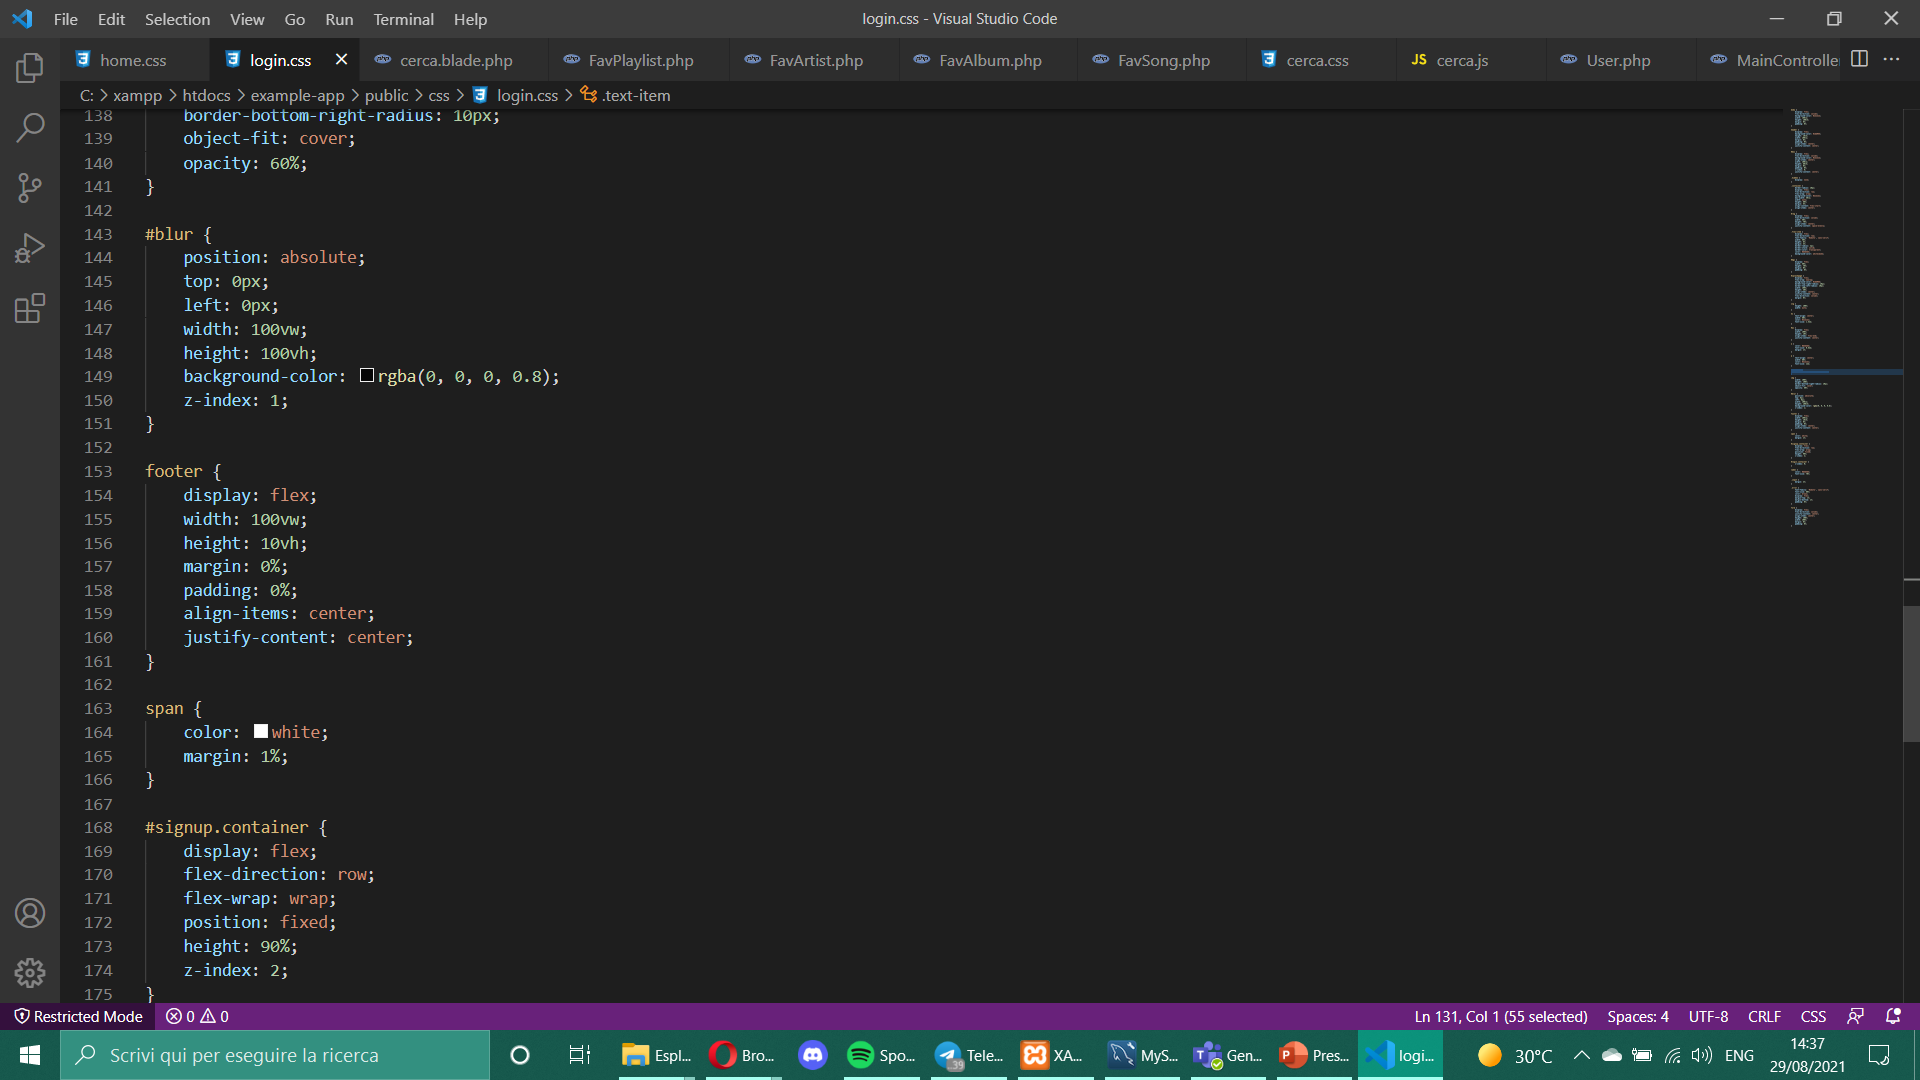 File Edit Selection View Go Run Terminal Help
login.css - Visual Studio Code
home.css login.css cerca.blade.php FavPlaylist.php FavArtist.php FavAlbum.php FavSong.php cerca.css JS cerca.js User.php MainControlle
C: > xampp > htdocs > example-app > public > css > login.css > .text-item
138 border-bottom-right-radius: 10px;
139 object-fit: cover;
140 opacity: 60%;
141 }
142
143 #blur {
144 position: absolute;
145 top: 0px;
146 left: 0px;
147 width: 100vw;
148 height: 100vh;
149 background-color: rgba(0, 0, 0, 0.8);
150 z-index: 1;
151 }
152
153 footer {
154 display: flex;
155 width: 100vw;
156 height: 10vh;
157 margin: 0%;
158 padding: 0%;
159 align-items: center;
160 justify-content: center;
161 }
162
163 span {
164 color: white;
165 margin: 1%;
166 }
167
168 #signup.container {
169 display: flex;
170 flex-direction: row;
171 flex-wrap: wrap;
172 position: fixed;
173 height: 90%;
174 z-index: 2;
175 }
Restricted Mode 0 0 Ln 131, Col 1 (55 selected) Spaces: 4 UTF-8 CRLF CSS
Scrivi qui per eseguire la ricerca Espl... Bro... Spo... 39 Tele... XA... MyS... Gen... Pres... logi... 30°C ENG
14:37
29/08/2021